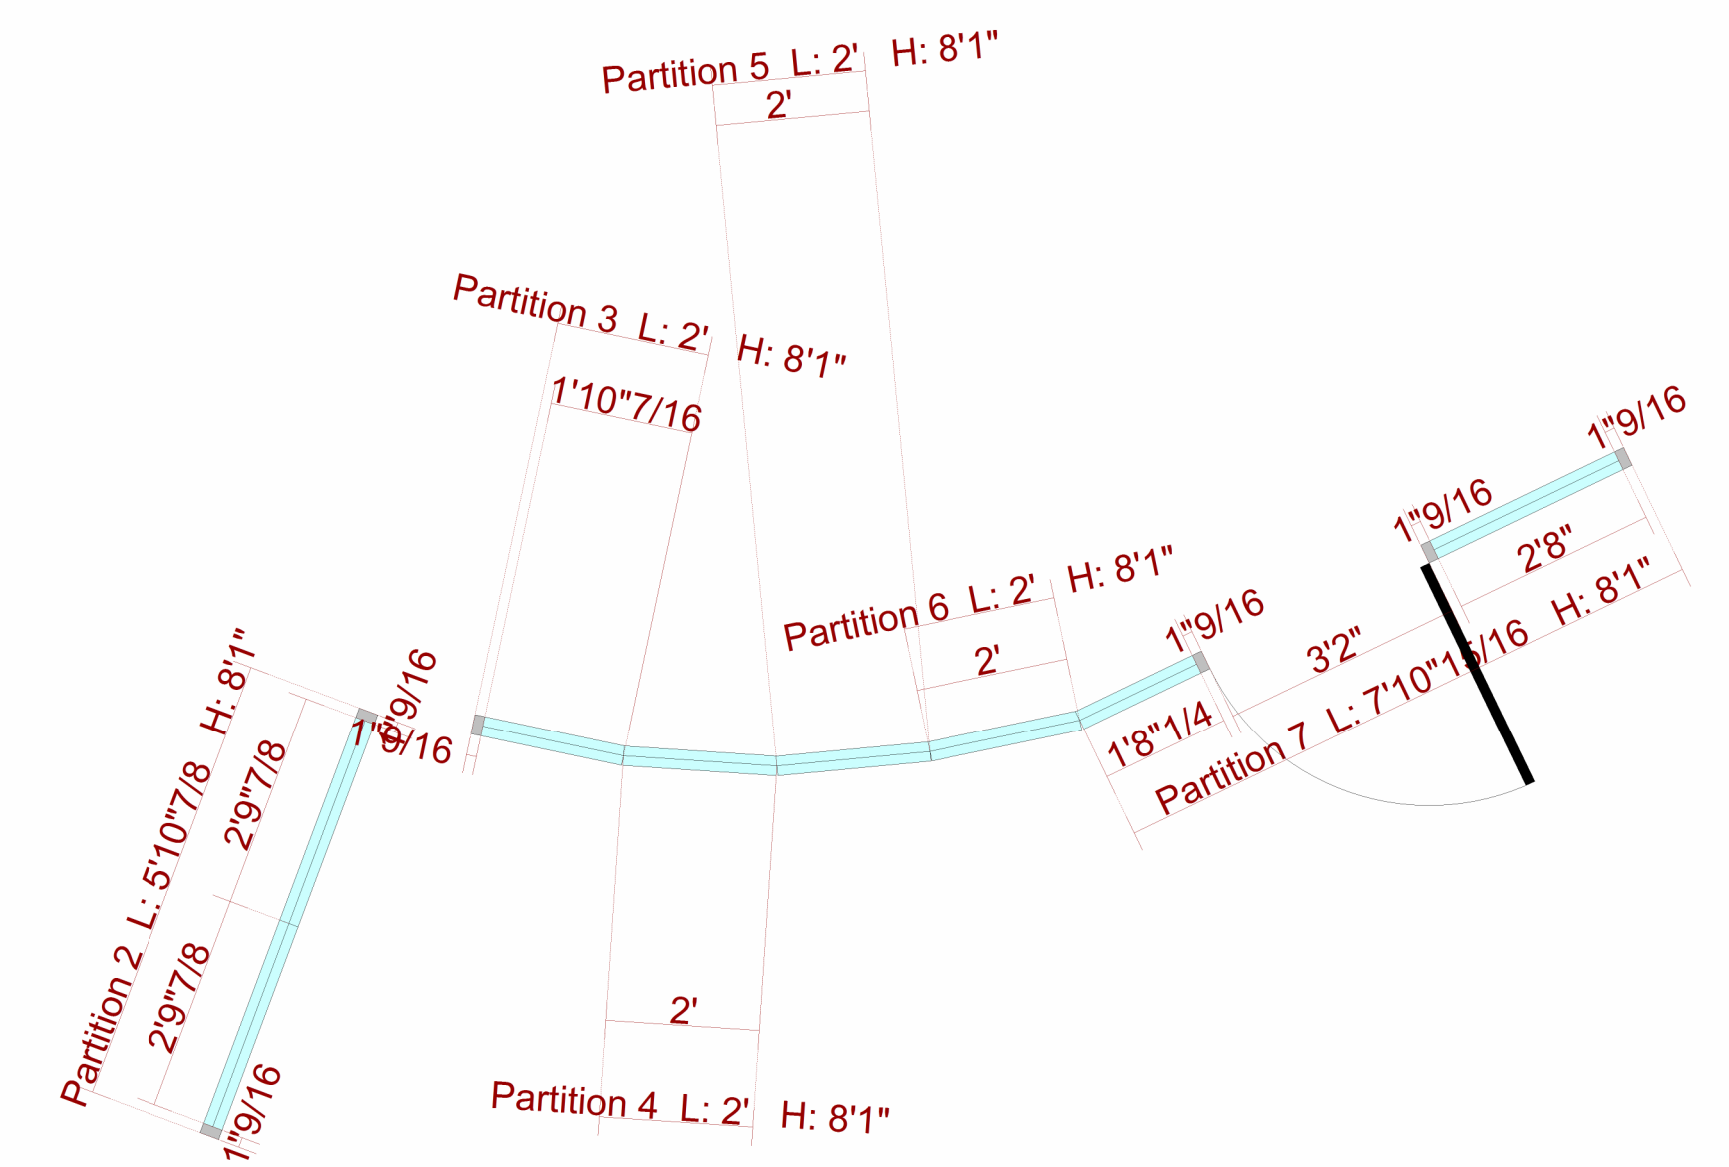 Partition 5 L: 2' H: 8'1"
2'
Partition 3 L: 2' H: 8'1"
1'10"7/16
1"9/16
1"9/16
2'8"
Partition 6 L: 2' H: 8'1"
2'
1"9/16
3'2"
1'8"1/4
Partition 7 L: 7'10"15/16 H: 8'1"
Partition 2 L: 5'10"7/8 H: 8'1"
2'9"7/8
2'9"7/8
1"9/16
1"9/16
2'
Partition 4 L: 2' H: 8'1"